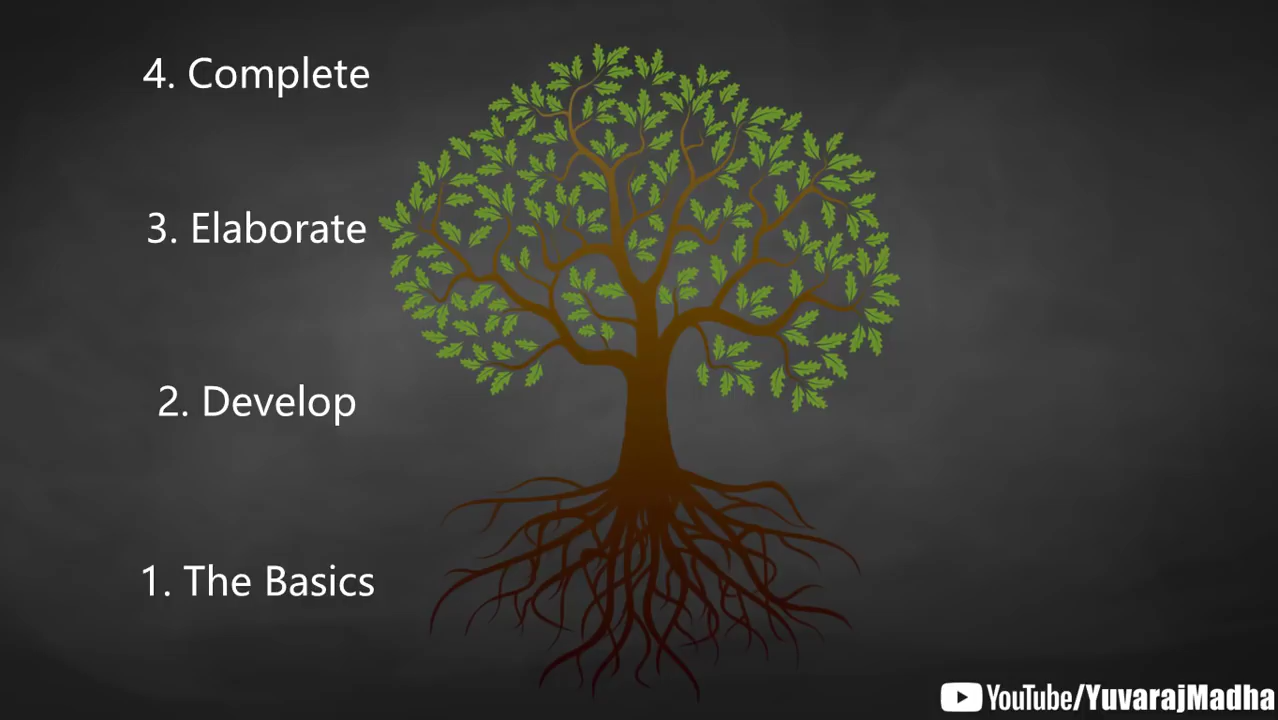 4. Complete
3. Elaborate
2. Develop
1. The Basics
YouTube/YuvarajMadha